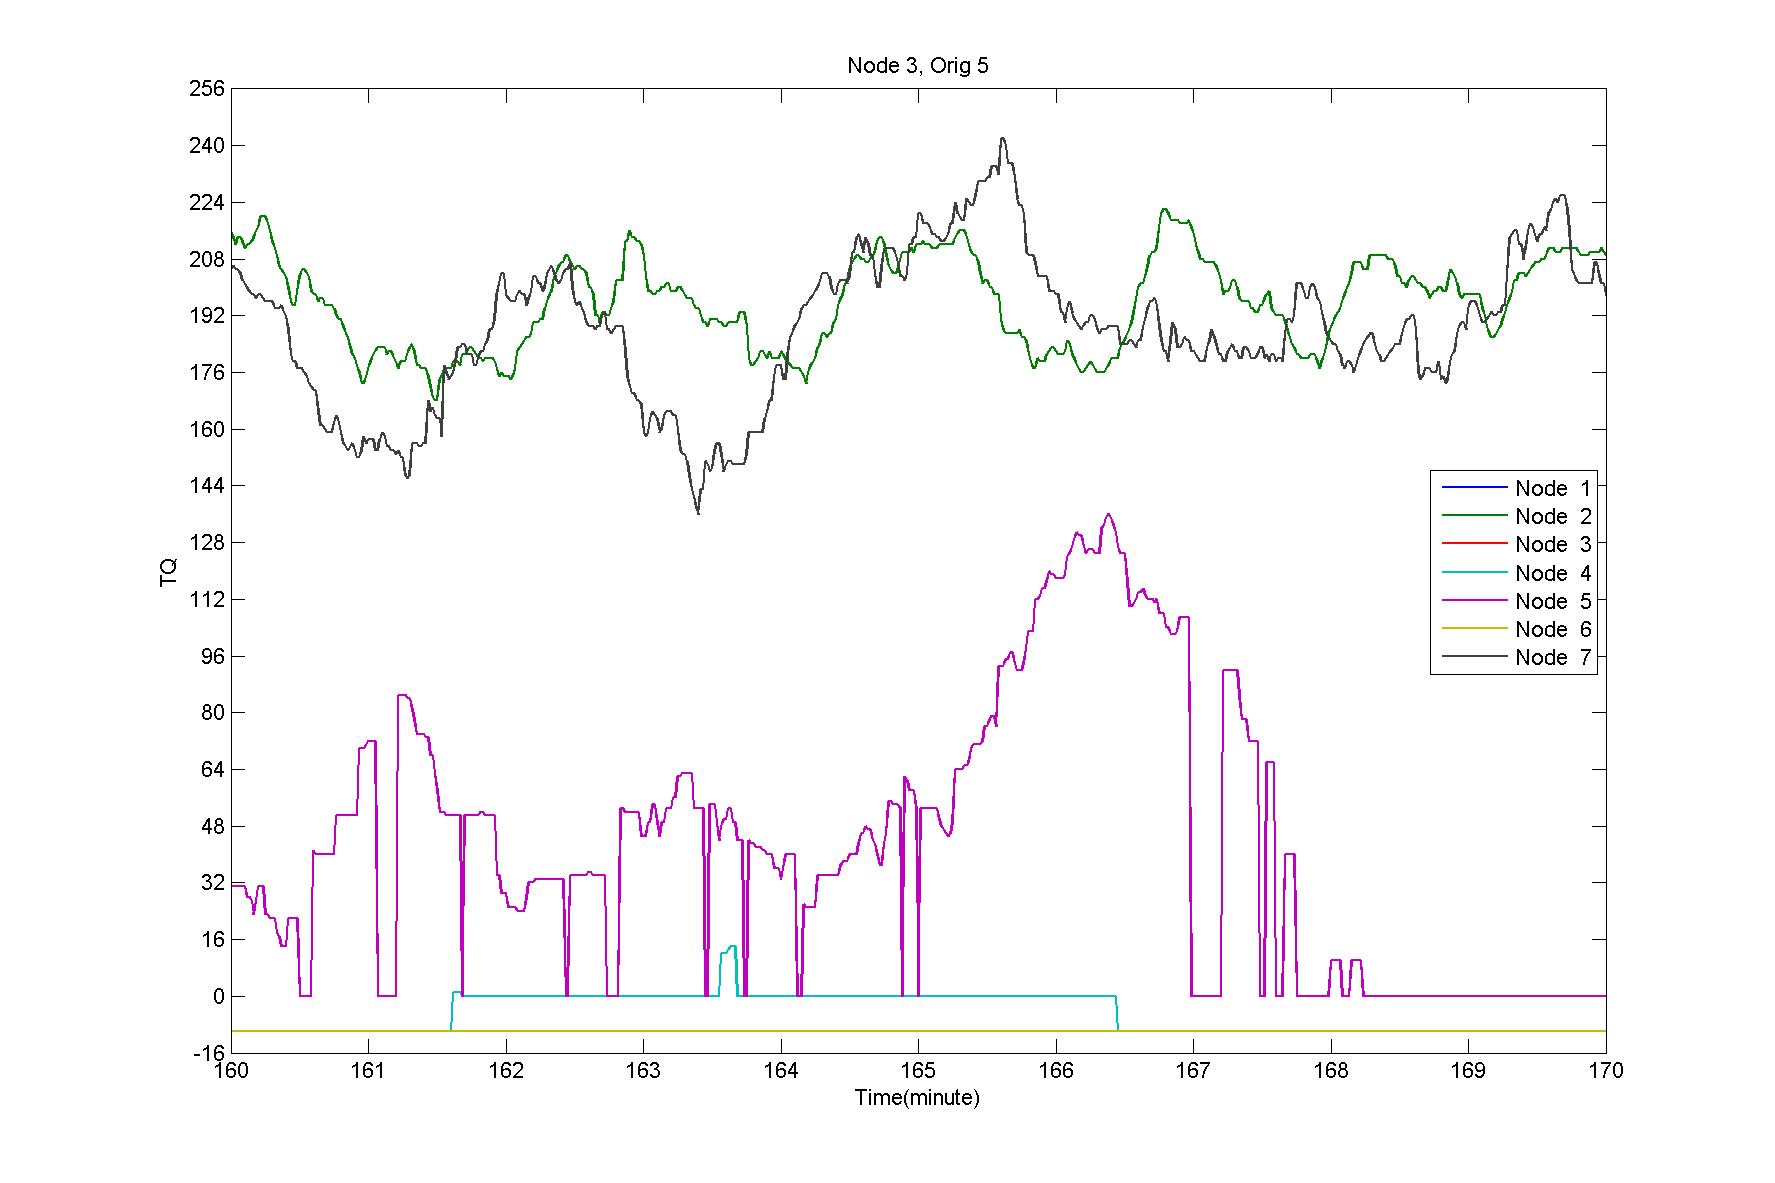 Node 3, Orig 5
256
240
224
208
192
176
160
144
128
112
96
80
64
48
32
16
0
-16
TQ
Node 1
Node 2
Node 3
Node 4
Node 5
Node 6
Node 7
160 161 162 163 164 165 166 167 168 169 170
Time(minute)